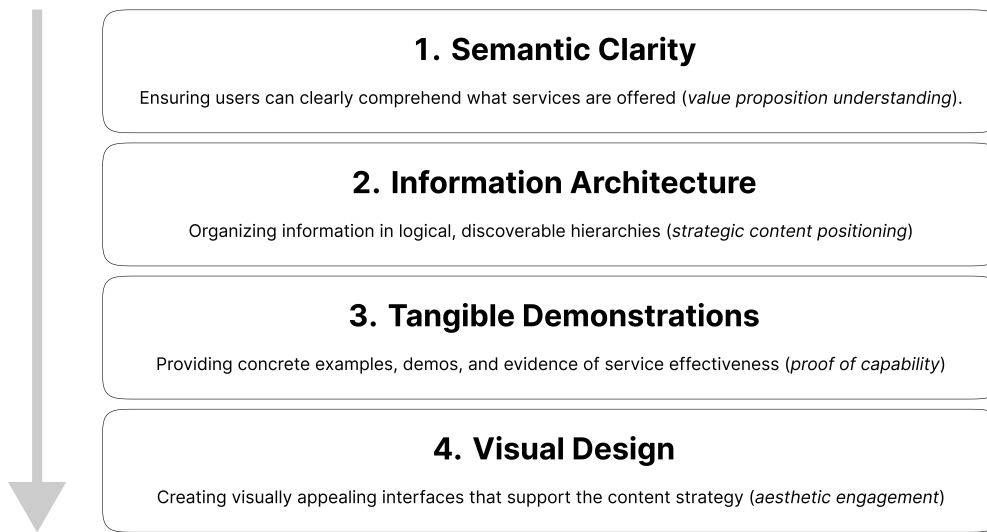 1. Semantic Clarity
Ensuring users can clearly comprehend what services are offered (value proposition understanding).
2. Information Architecture
Organizing information in logical, discoverable hierarchies (strategic content positioning)
3. Tangible Demonstrations
Providing concrete examples, demos, and evidence of service effectiveness (proof of capability)
4. Visual Design
Creating visually appealing interfaces that support the content strategy (aesthetic engagement)